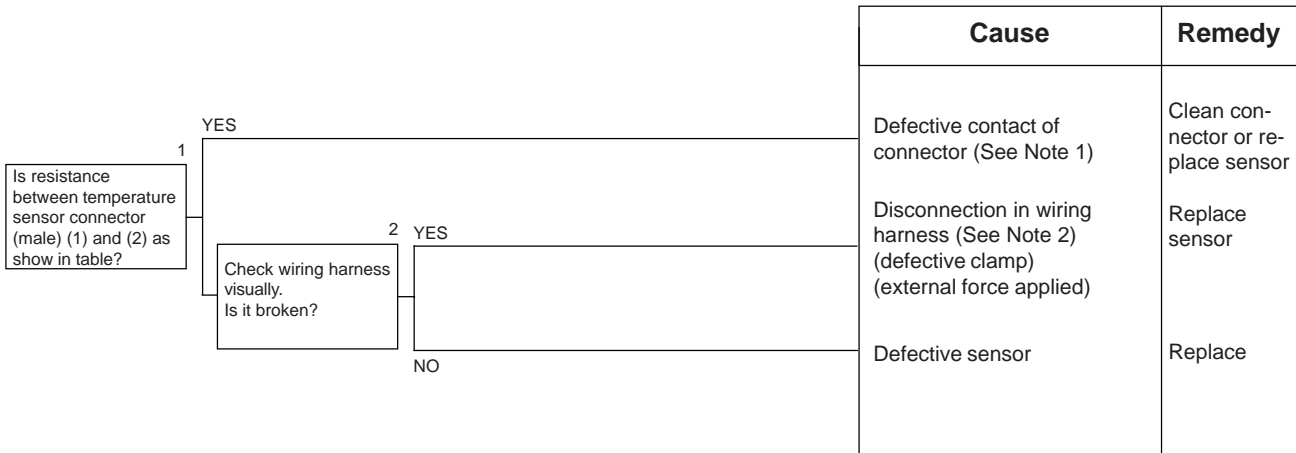 Cause
Remedy
YES
1
Is resistance
between temperature
sensor connector
(male) (1) and (2) as
show in table?
Defective contact of
connector (See Note 1)
Clean con-
nector or re-
place sensor
2
YES
Check wiring harness
visually.
Is it broken?
Disconnection in wiring
harness (See Note 2)
(defective clamp)
(external force applied)
Replace
sensor
NO
Defective sensor
Replace